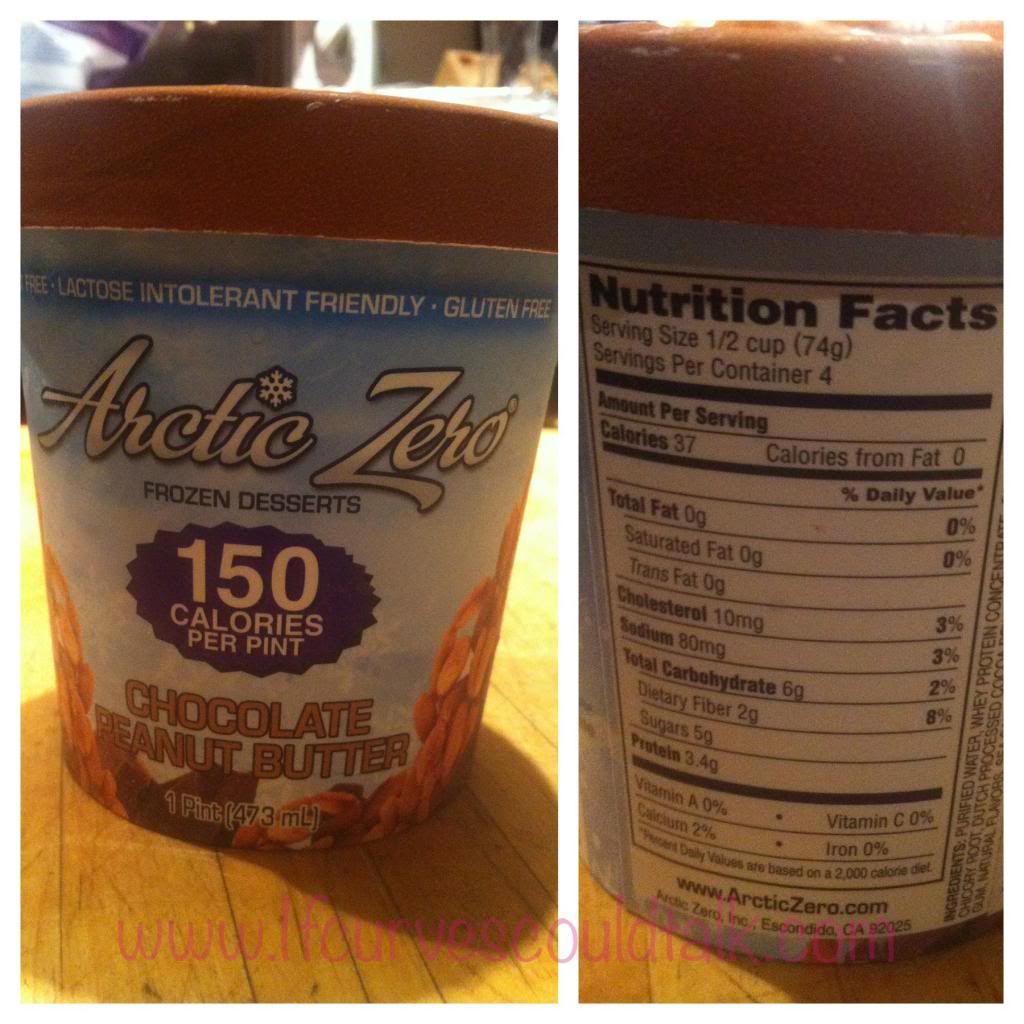 FREE · LACTOSE INTOLERANT FRIENDLY · GLUTEN FREE
Arctic Zero
FROZEN DESSERTS
150
CALORIES
PER PINT
CHOCOLATE
PEANUT BUTTER
1 Pint (473 mL)
Nutrition Facts
Serving Size 1/2 cup (74g)
Servings Per Container 4
Amount Per Serving
Calories 37 Calories from Fat 0
% Daily Value*
Total Fat 0g 0%
Saturated Fat 0g 0%
Trans Fat 0g
Cholesterol 10mg 3%
Sodium 80mg 3%
Total Carbohydrate 6g 2%
Dietary Fiber 2g 8%
Sugars 5g
Protein 3.4g
Vitamin A 0% • Vitamin C 0%
Calcium 2% • Iron 0%
*Percent Daily Values are based on a 2,000 calorie diet.
www.ArcticZero.com
Arctic Zero, Inc., Escondido, CA 92025
INGREDIENTS: PURIFIED WATER, WHEY PROTEIN CONCENTRATE,
CHICORY ROOT, DUTCH PROCESSED COCOA
GUM, NATURAL FLAVORS, SEA
www.Ifcurvescouldtalk.com